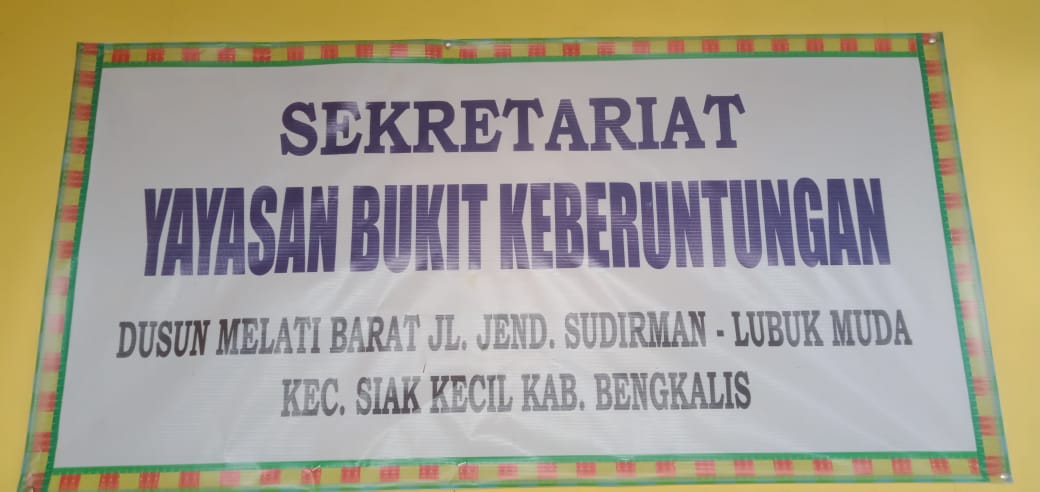 SEKRETARIAT
YAYASAN BUKIT KEBERUNTUNGAN
DUSUN MELATI BARAT JL. JEND. SUDIRMAN - LUBUK MUDA
KEC. SIAK KECIL KAB. BENGKALIS